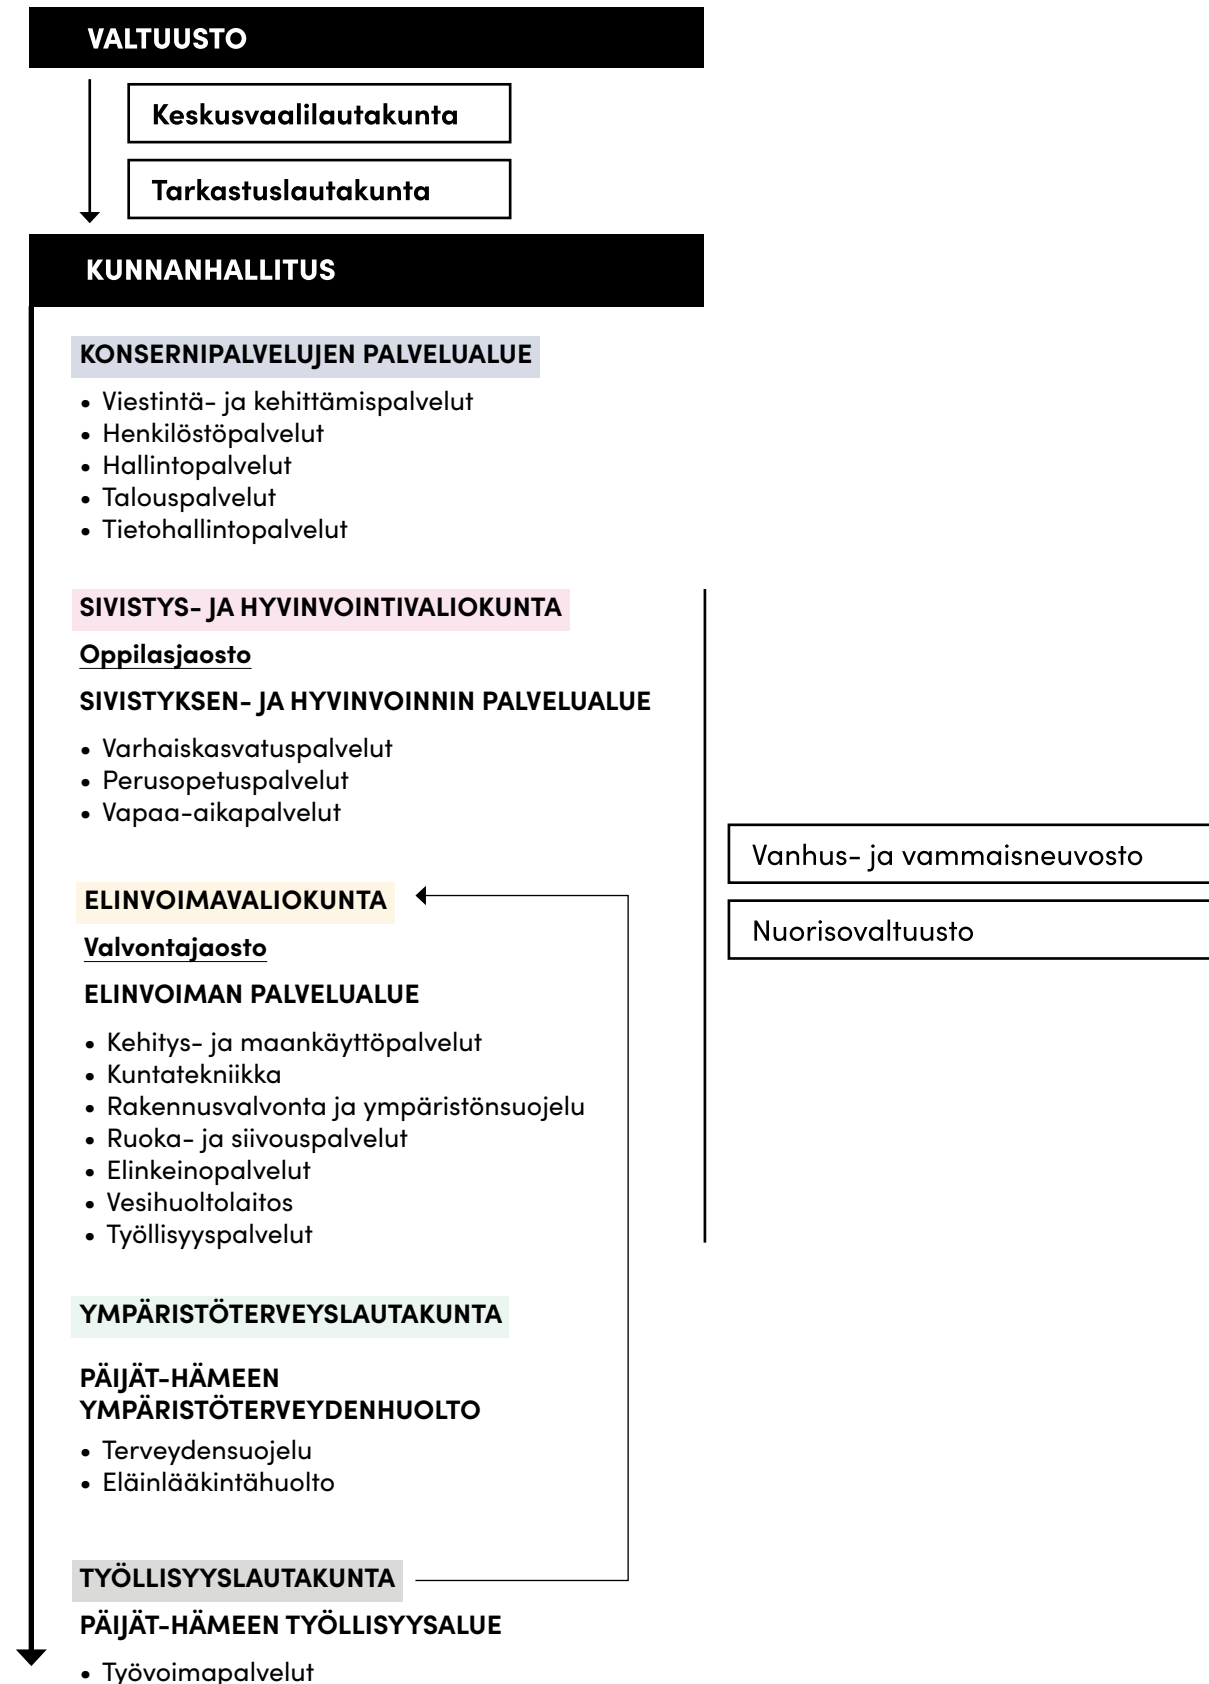 VALTUUSTO
Keskusvaalilautakunta
Tarkastuslautakunta
KUNNANHALLITUS
KONSERNIPALVELUJEN PALVELUALUE
• Viestintä- ja kehittämispalvelut
• Henkilöstöpalvelut
• Hallintopalvelut
• Talouspalvelut
• Tietohallintopalvelut
SIVISTYS- JA HYVINVOINTIVALIOKUNTA
Oppilasjaosto
SIVISTYKSEN- JA HYVINVOINNIN PALVELUALUE
• Varhaiskasvatuspalvelut
• Perusopetuspalvelut
• Vapaa-aikapalvelut
Vanhus- ja vammaisneuvosto
Nuorisovaltuusto
ELINVOIMAVALIOKUNTA
Valvontajaosto
ELINVOIMAN PALVELUALUE
• Kehitys- ja maankäyttöpalvelut
• Kuntatekniikka
• Rakennusvalvonta ja ympäristönsuojelu
• Ruoka- ja siivouspalvelut
• Elinkeinopalvelut
• Vesihuoltolaitos
• Työllisyyspalvelut
YMPÄRISTÖTERVEYSLAUTAKUNTA
PÄIJÄT-HÄMEEN
YMPÄRISTÖTERVEYDENHUOLTO
• Terveydensuojelu
• Eläinlääkintähuolto
TYÖLLISYYSLAUTAKUNTA
PÄIJÄT-HÄMEEN TYÖLLISYYSALUE
• Työvoimapalvelut